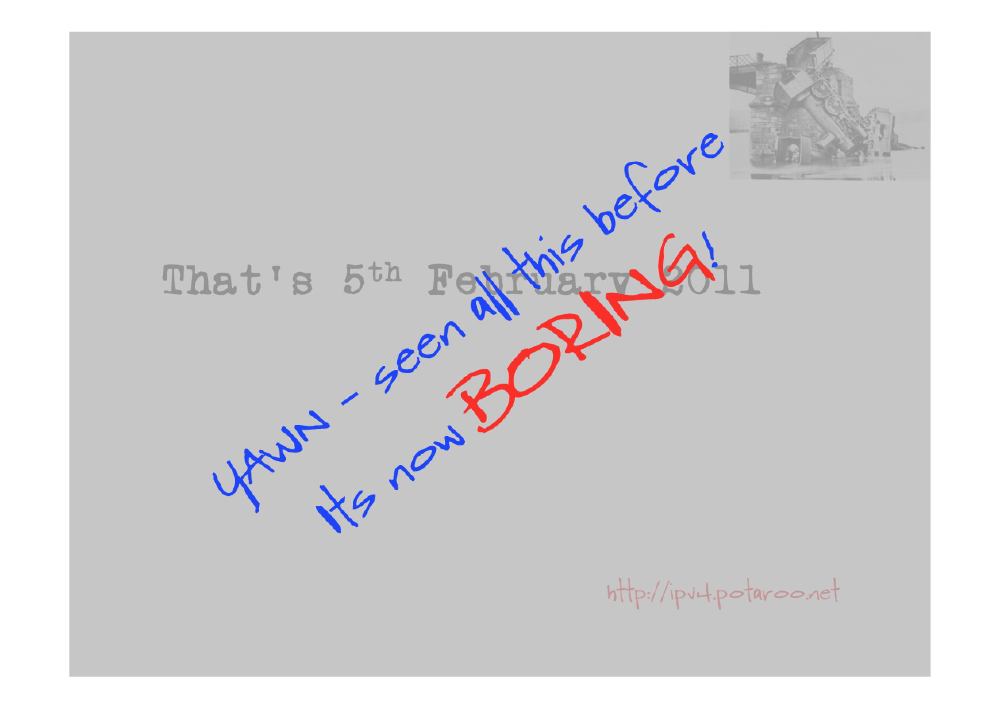 That's 5th February 2011
YAWN - seen all this before
Its now BORING!
http://ipv4.potaroo.net